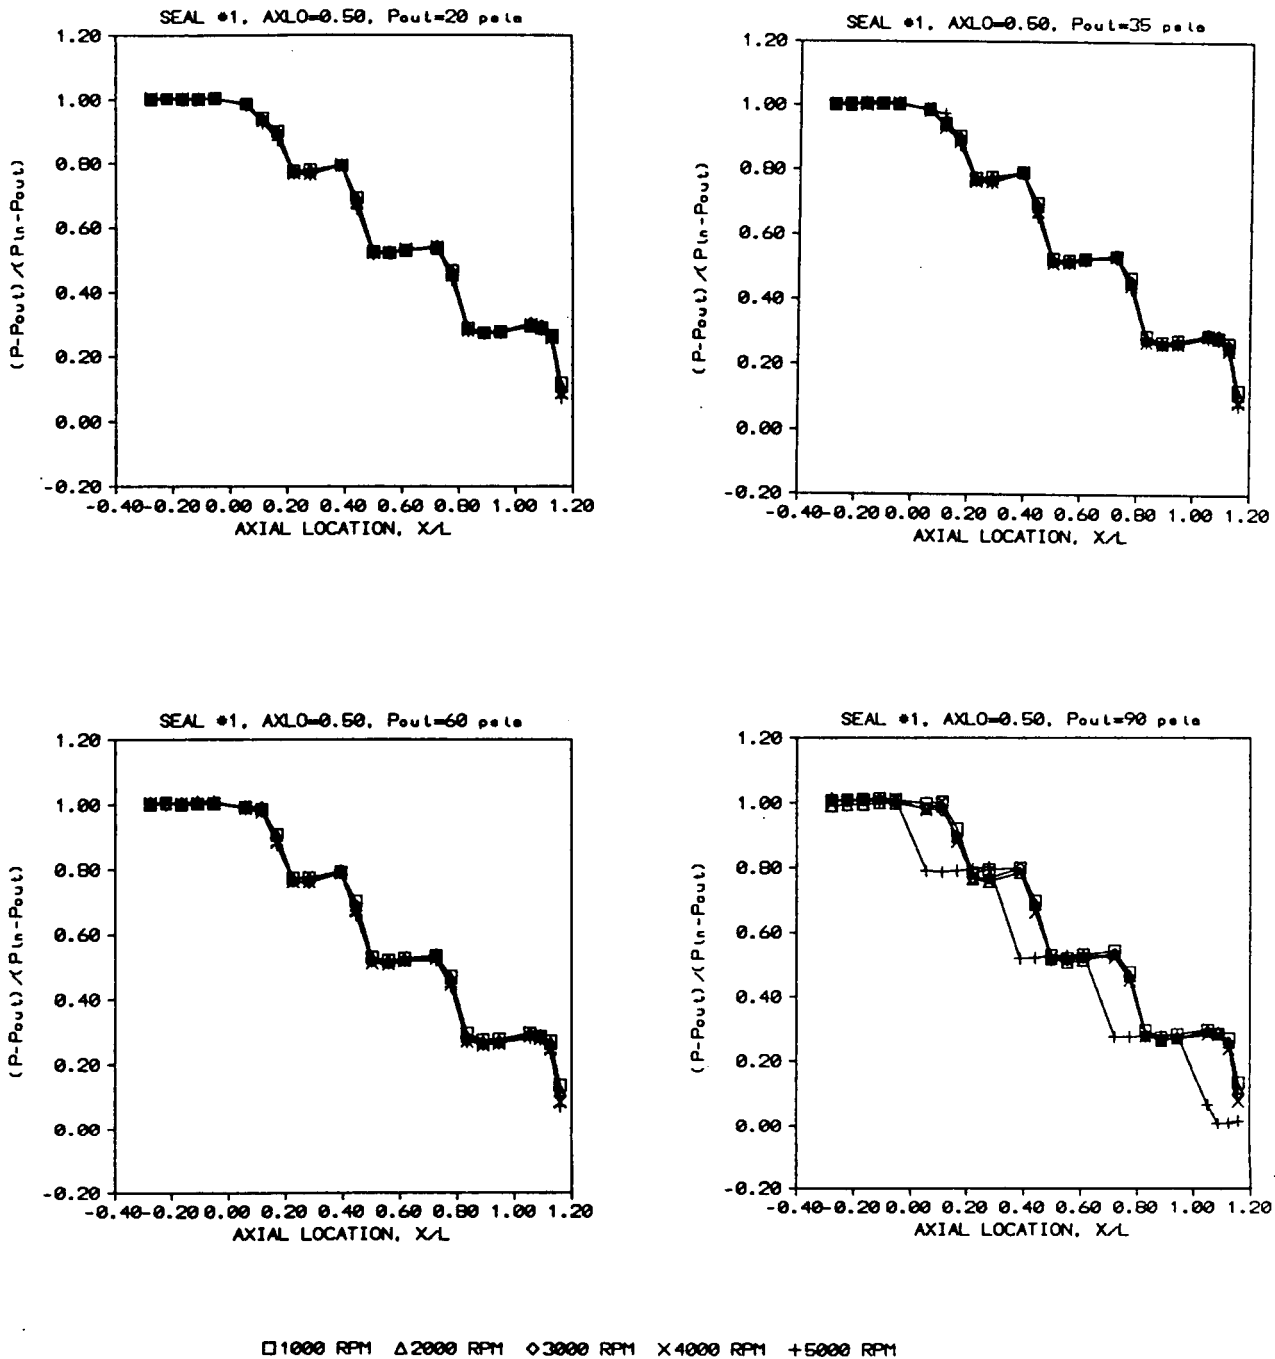 SEAL #1, AXLO=0.50, Pout=20 psia
1.20
1.00
0.80
0.60
0.40
0.20
0.00
-0.20
(P-Pout)/(Pin-Pout)
-0.40-0.20 0.00 0.20 0.40 0.60 0.80 1.00 1.20
AXIAL LOCATION, X/L
SEAL #1, AXLO=0.50, Pout=35 psia
1.20
1.00
0.80
0.60
0.40
0.20
0.00
-0.20
(P-Pout)/(Pin-Pout)
-0.40-0.20 0.00 0.20 0.40 0.60 0.80 1.00 1.20
AXIAL LOCATION, X/L
SEAL #1, AXLO=0.50, Pout=60 psia
1.20
1.00
0.80
0.60
0.40
0.20
0.00
-0.20
(P-Pout)/(Pin-Pout)
-0.40-0.20 0.00 0.20 0.40 0.60 0.80 1.00 1.20
AXIAL LOCATION, X/L
SEAL #1, AXLO=0.50, Pout=90 psia
1.20
1.00
0.80
0.60
0.40
0.20
0.00
-0.20
(P-Pout)/(Pin-Pout)
-0.40-0.20 0.00 0.20 0.40 0.60 0.80 1.00 1.20
AXIAL LOCATION, X/L
1000 RPM 2000 RPM 3000 RPM 4000 RPM 5000 RPM